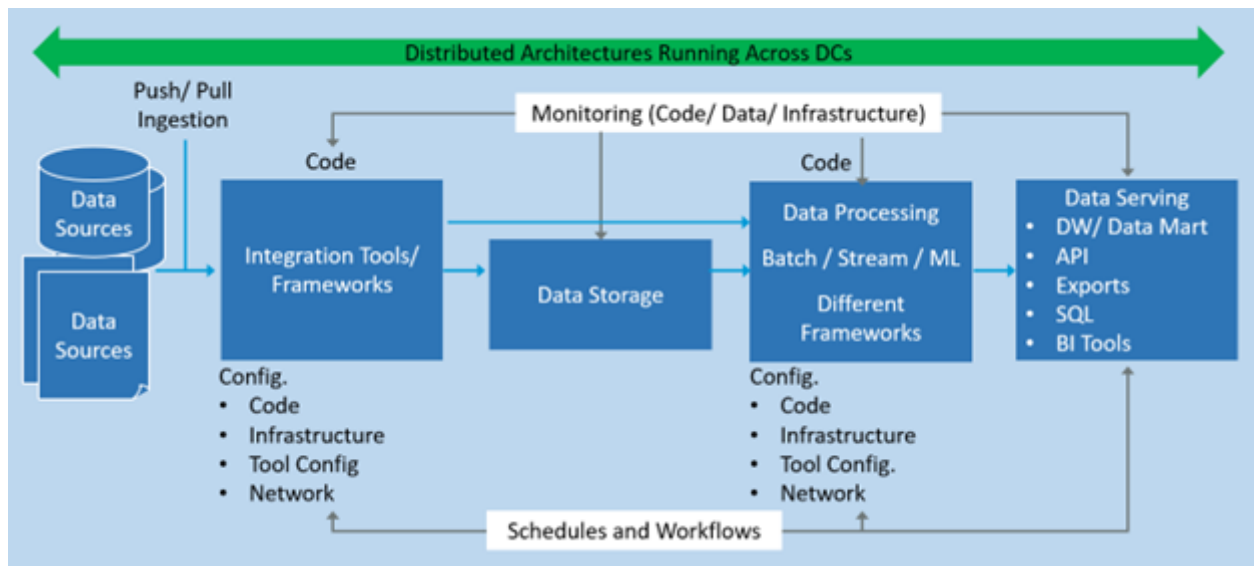 Distributed Architectures Running Across DCs
Push/ Pull
Ingestion
Monitoring (Code/ Data/ Infrastructure)
Code
Code
Data
Sources
Data
Sources
Integration Tools/
Frameworks
Data Storage
Data Processing
Batch / Stream / ML
Different
Frameworks
Data Serving
• DW/ Data Mart
• API
• Exports
• SQL
• BI Tools
Config.
• Code
• Infrastructure
• Tool Config
• Network
Config.
• Code
• Infrastructure
• Tool Config.
• Network
Schedules and Workflows